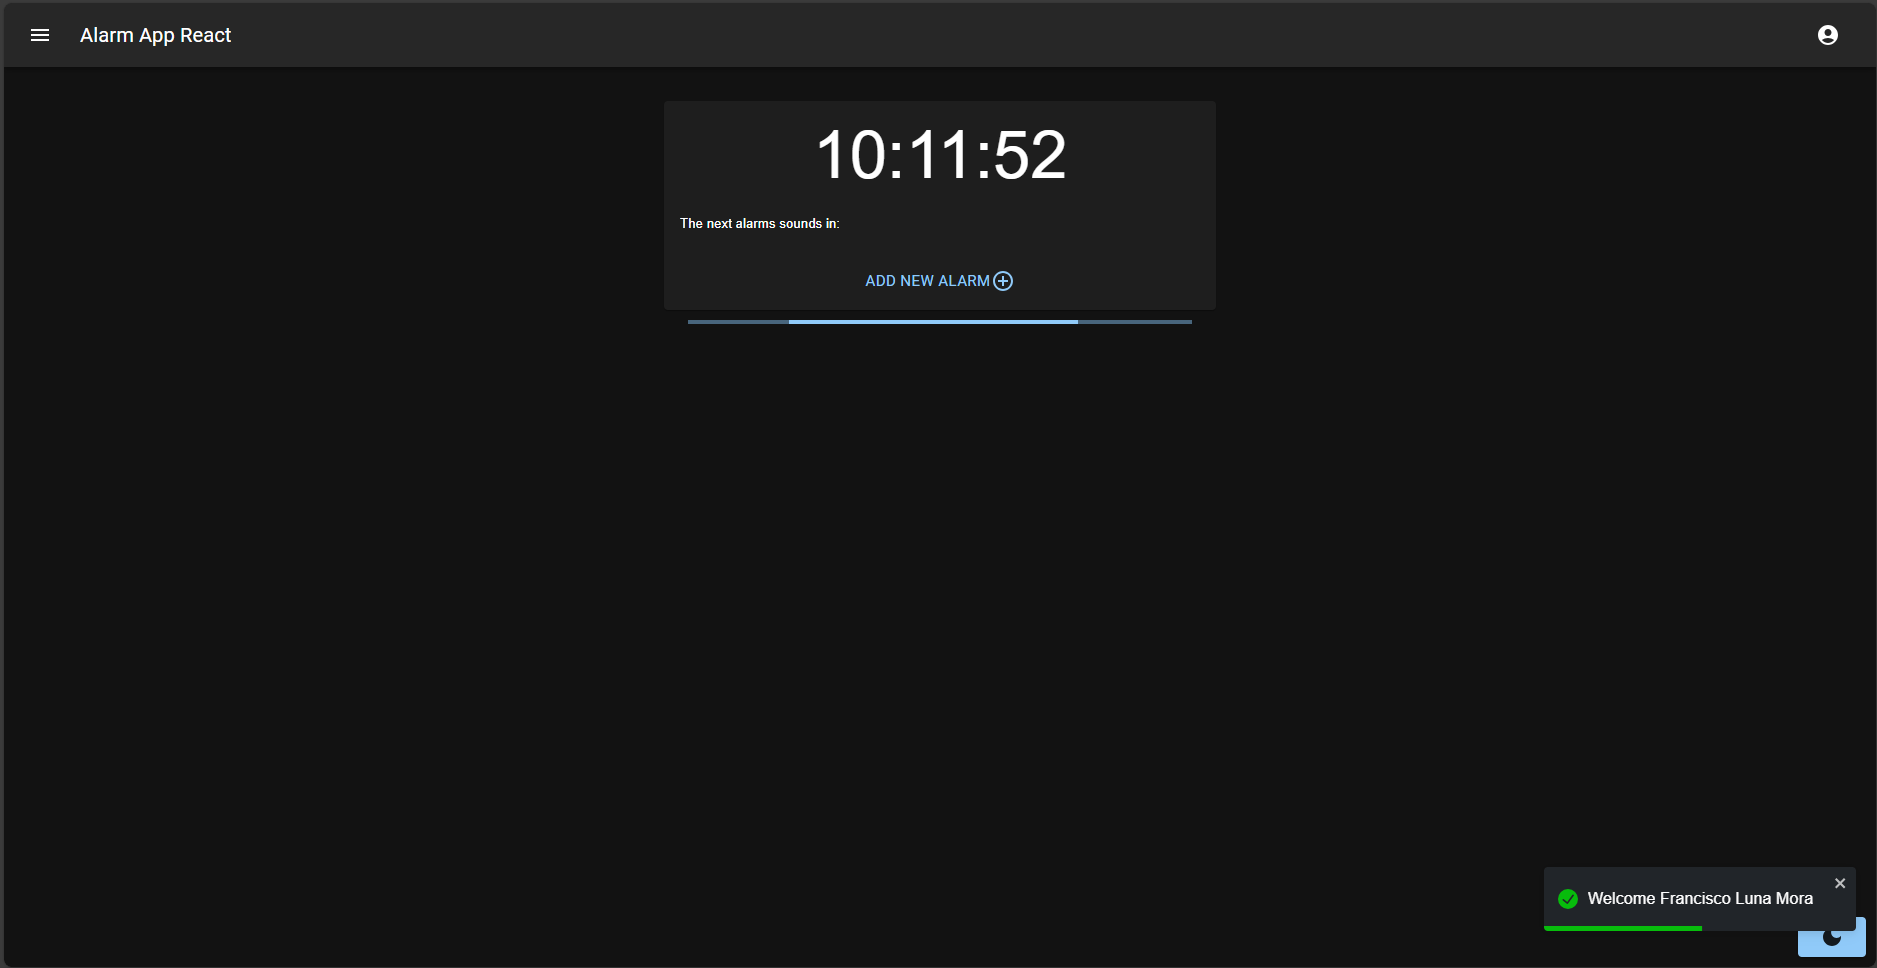 Alarm App React
10:11:52
The next alarms sounds in:
ADD NEW ALARM
Welcome Francisco Luna Mora